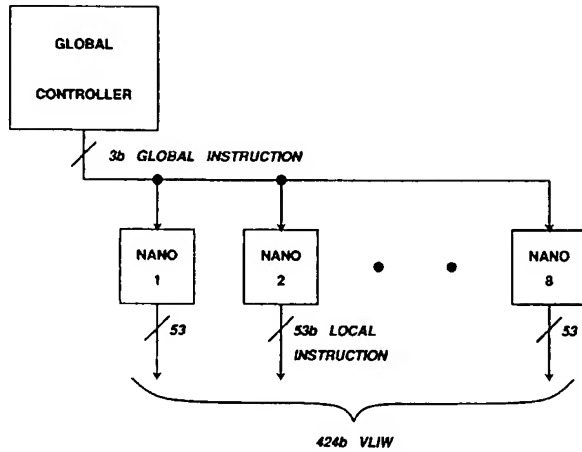 GLOBAL
CONTROLLER
3b GLOBAL INSTRUCTION
NANO
1
NANO
2
NANO
8
53
53b LOCAL
INSTRUCTION
53
424b VLIW